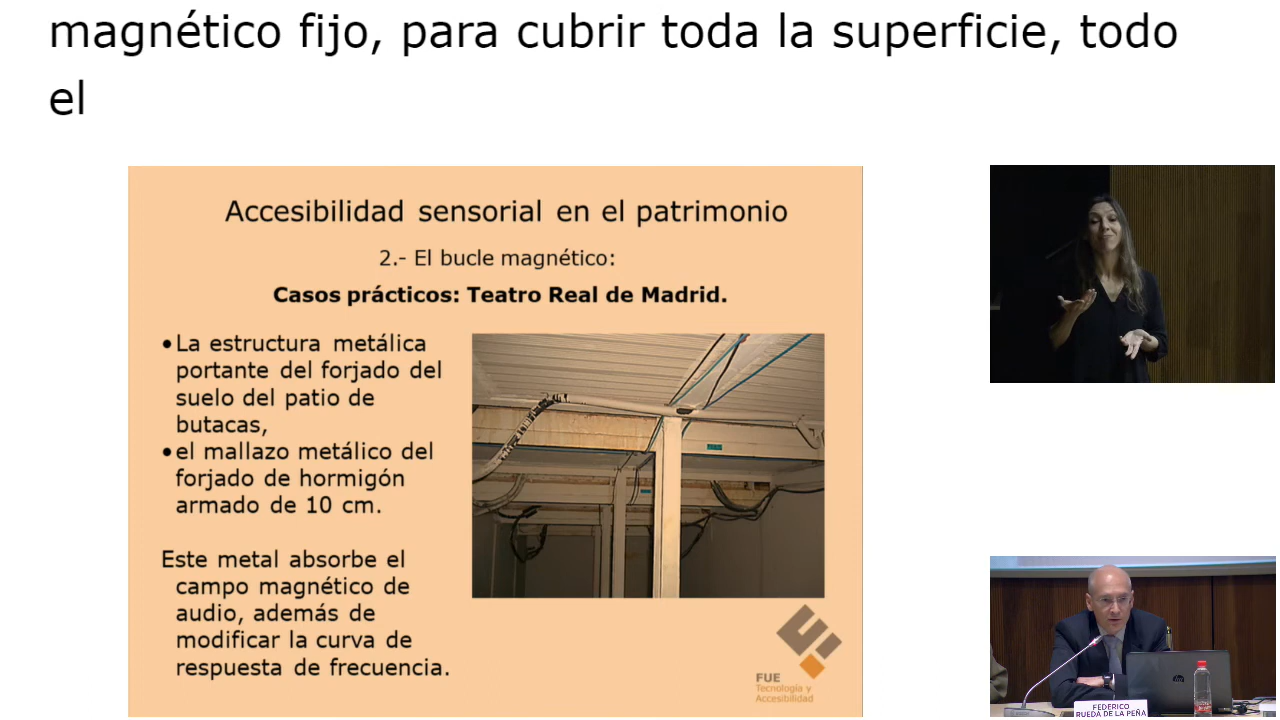 magnético fijo, para cubrir toda la superficie, todo
el
Accesibilidad sensorial en el patrimonio
2.- El bucle magnético:
Casos prácticos: Teatro Real de Madrid.
•La estructura metálica
portante del forjado del
suelo del patio de
butacas,
•el mallazo metálico del
forjado de hormigón
armado de 10 cm.
Este metal absorbe el
campo magnético de
audio, además de
modificar la curva de
respuesta de frecuencia.
FUE
Tecnología y
Accesibilidad
FEDERICO
RUEDA DE LA PEÑA